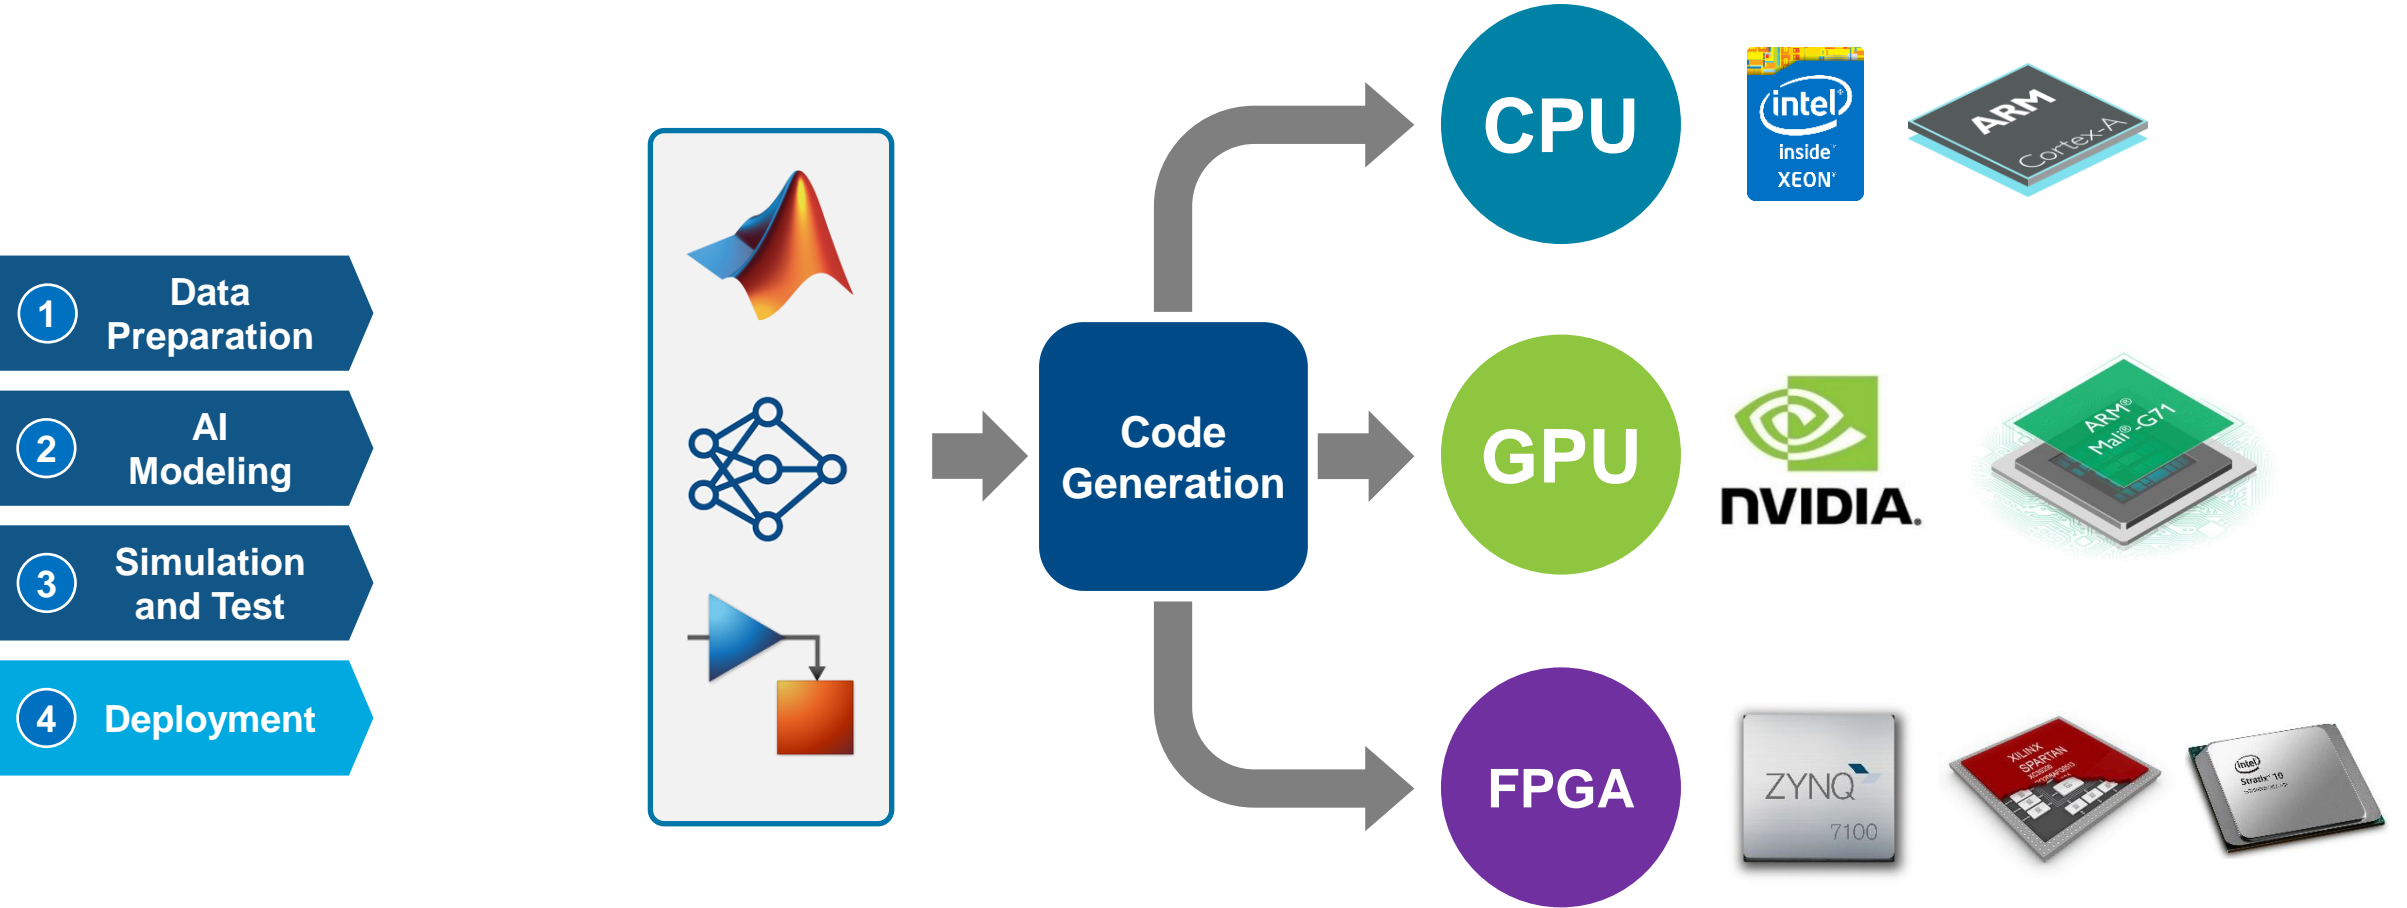 1
Data
Preparation
2
AI
Modeling
3
Simulation
and Test
4
Deployment
Code
Generation
CPU
intel
inside
XEON
ARM
Cortex-A
GPU
NVIDIA.
ARM®
Mali®-G71
FPGA
ZYNQ
7100
XILINX
SPARTAN
intel
Stratix 10